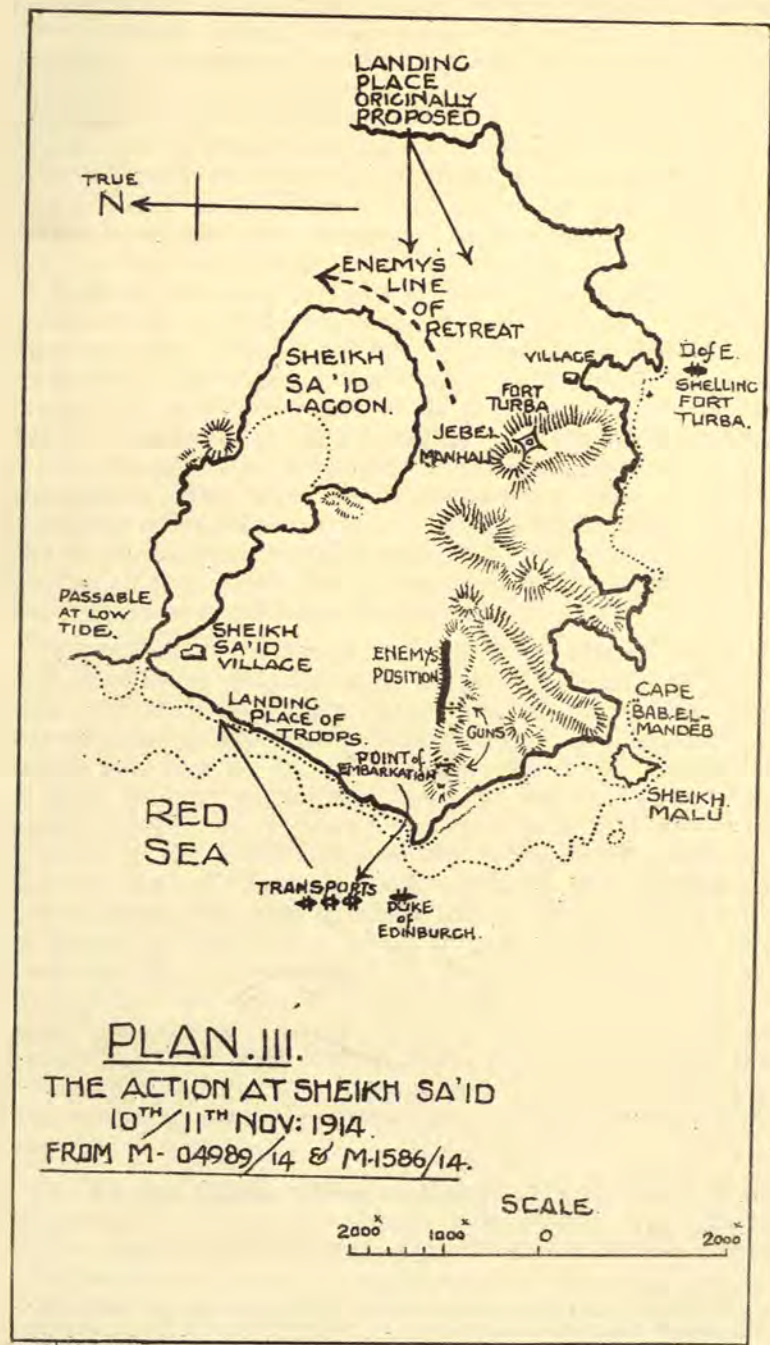 LANDING
PLACE
ORIGINALLY
PROPOSED
TRUE
N
ENEMY'S
LINE
OF
RETREAT
SHEIKH
SA'ID
LAGOON.
VILLAGE
D of E.
SHELLING
FORT
TURBA.
FORT
TURBA
JEBEL
MANHALI
PASSABLE
AT LOW
TIDE.
SHEIKH
SA'ID
VILLAGE
ENEMY'S
POSITION
GUNS
CAPE
BAB-EL-
MANDEB
LANDING
PLACE OF
TROOPS.
POINT of
EMBARKATION
SHEIKH
MALU
RED
SEA
TRANSPORTS
DUKE
of
EDINBURGH.
PLAN.III.
THE ACTION AT SHEIKH SA'ID
10TH/11TH NOV: 1914.
FROM M- 04989/14 & M-1586/14.
SCALE.
2000x 1000x 0 2000x